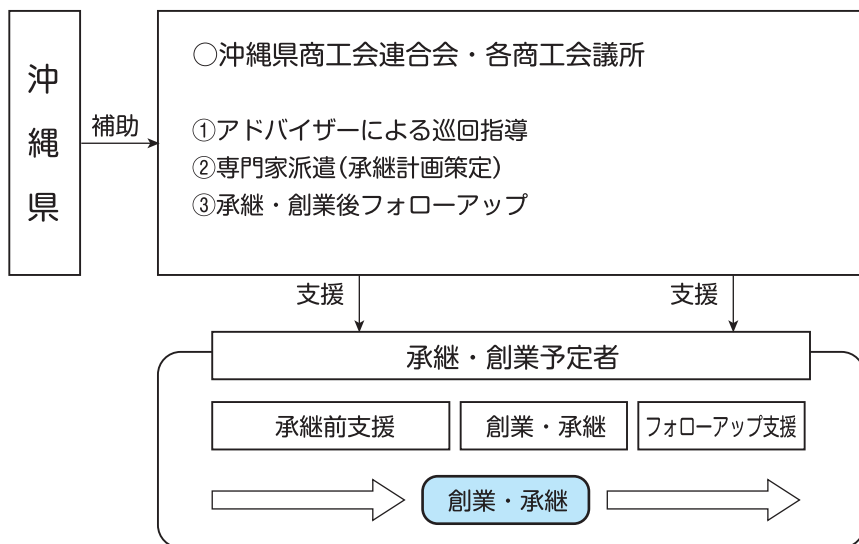 沖縄県
補助
○沖縄県商工会連合会・各商工会議所
①アドバイザーによる巡回指導
②専門家派遣(承継計画策定)
③承継・創業後フォローアップ
支援
支援
承継・創業予定者
承継前支援
創業・承継
フォローアップ支援
創業・承継